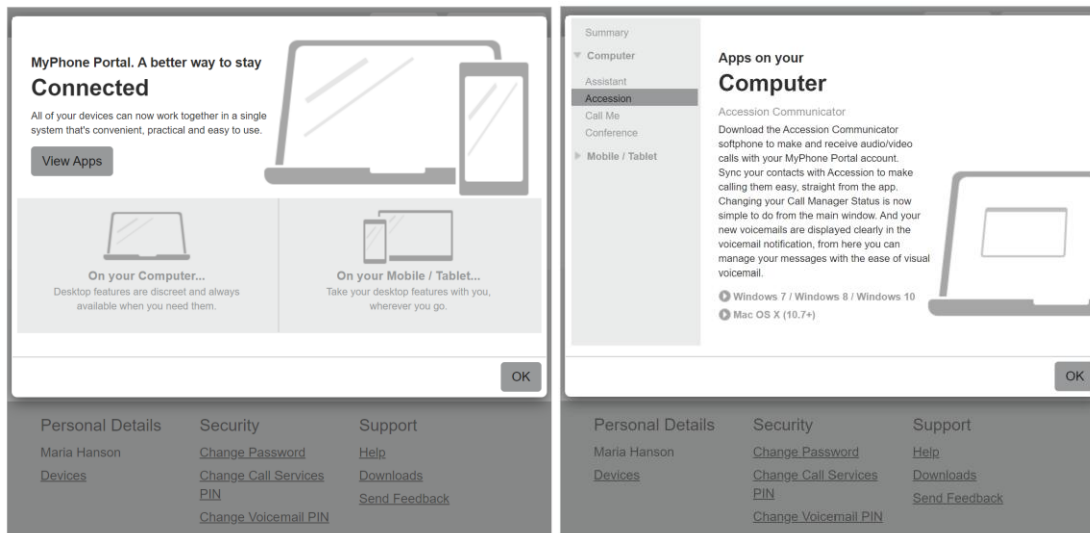 MyPhone Portal. A better way to stay
Connected
All of your devices can now work together in a single
system that's convenient, practical and easy to use.
View Apps
On your Computer...
Desktop features are discreet and always
available when you need them.
On your Mobile / Tablet...
Take your desktop features with you,
wherever you go.
OK
Personal Details
Maria Hanson
Devices
Security
Change Password
Change Call Services
PIN
Change Voicemail PIN
Support
Help
Downloads
Send Feedback
Summary
Computer
Assistant
Accession
Call Me
Conference
Mobile / Tablet
Apps on your
Computer
Accession Communicator
Download the Accession Communicator
softphone to make and receive audio/video
calls with your MyPhone Portal account.
Sync your contacts with Accession to make
calling them easy, straight from the app.
Changing your Call Manager Status is now
simple to do from the main window. And your
new voicemails are displayed clearly in the
voicemail notification, from here you can
manage your messages with the ease of visual
voicemail.
Windows 7 / Windows 8 / Windows 10
Mac OS X (10.7+)
OK
Personal Details
Maria Hanson
Devices
Security
Change Password
Change Call Services
PIN
Change Voicemail PIN
Support
Help
Downloads
Send Feedback